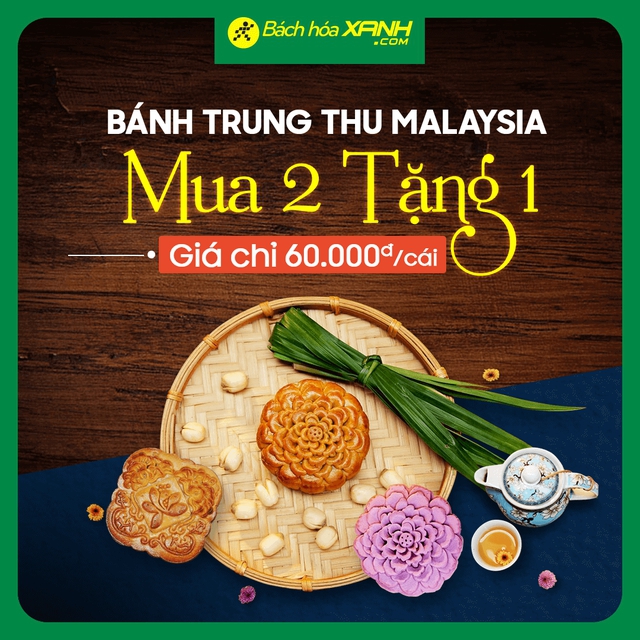 Bách hóa XANH
.COM
BÁNH TRUNG THU MALAYSIA
Mua 2 Tặng 1
Giá chỉ 60.000đ/cái